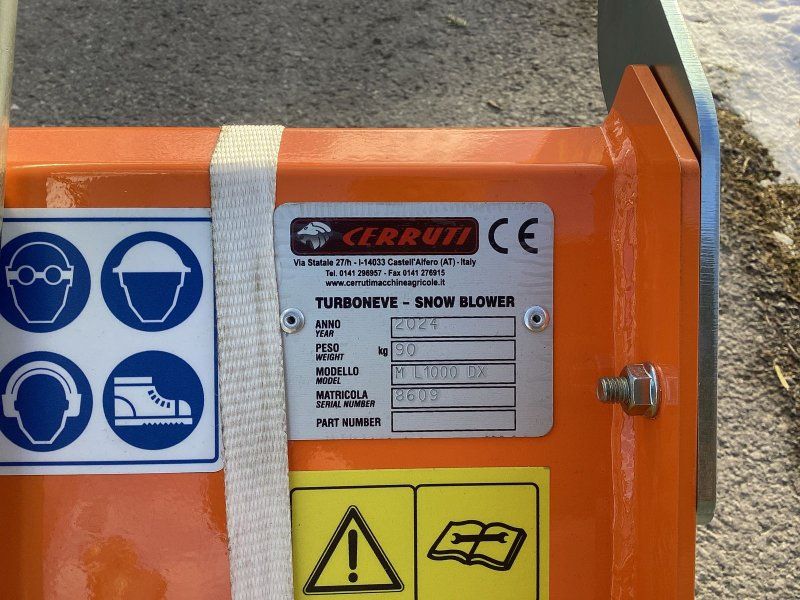 CERRUTI CE
Via Statale 27/h - I-14033 Castell'Alfero (AT) - Italy
Tel. 0141 296957 - Fax 0141 276915
www.cerrutimacchineagricole.it
TURBONEVE - SNOW BLOWER
ANNO 2024
YEAR
PESO kg 90
WEIGHT
MODELLO M L1000 DX
MODEL
MATRICOLA 8609
SERIAL NUMBER
PART NUMBER